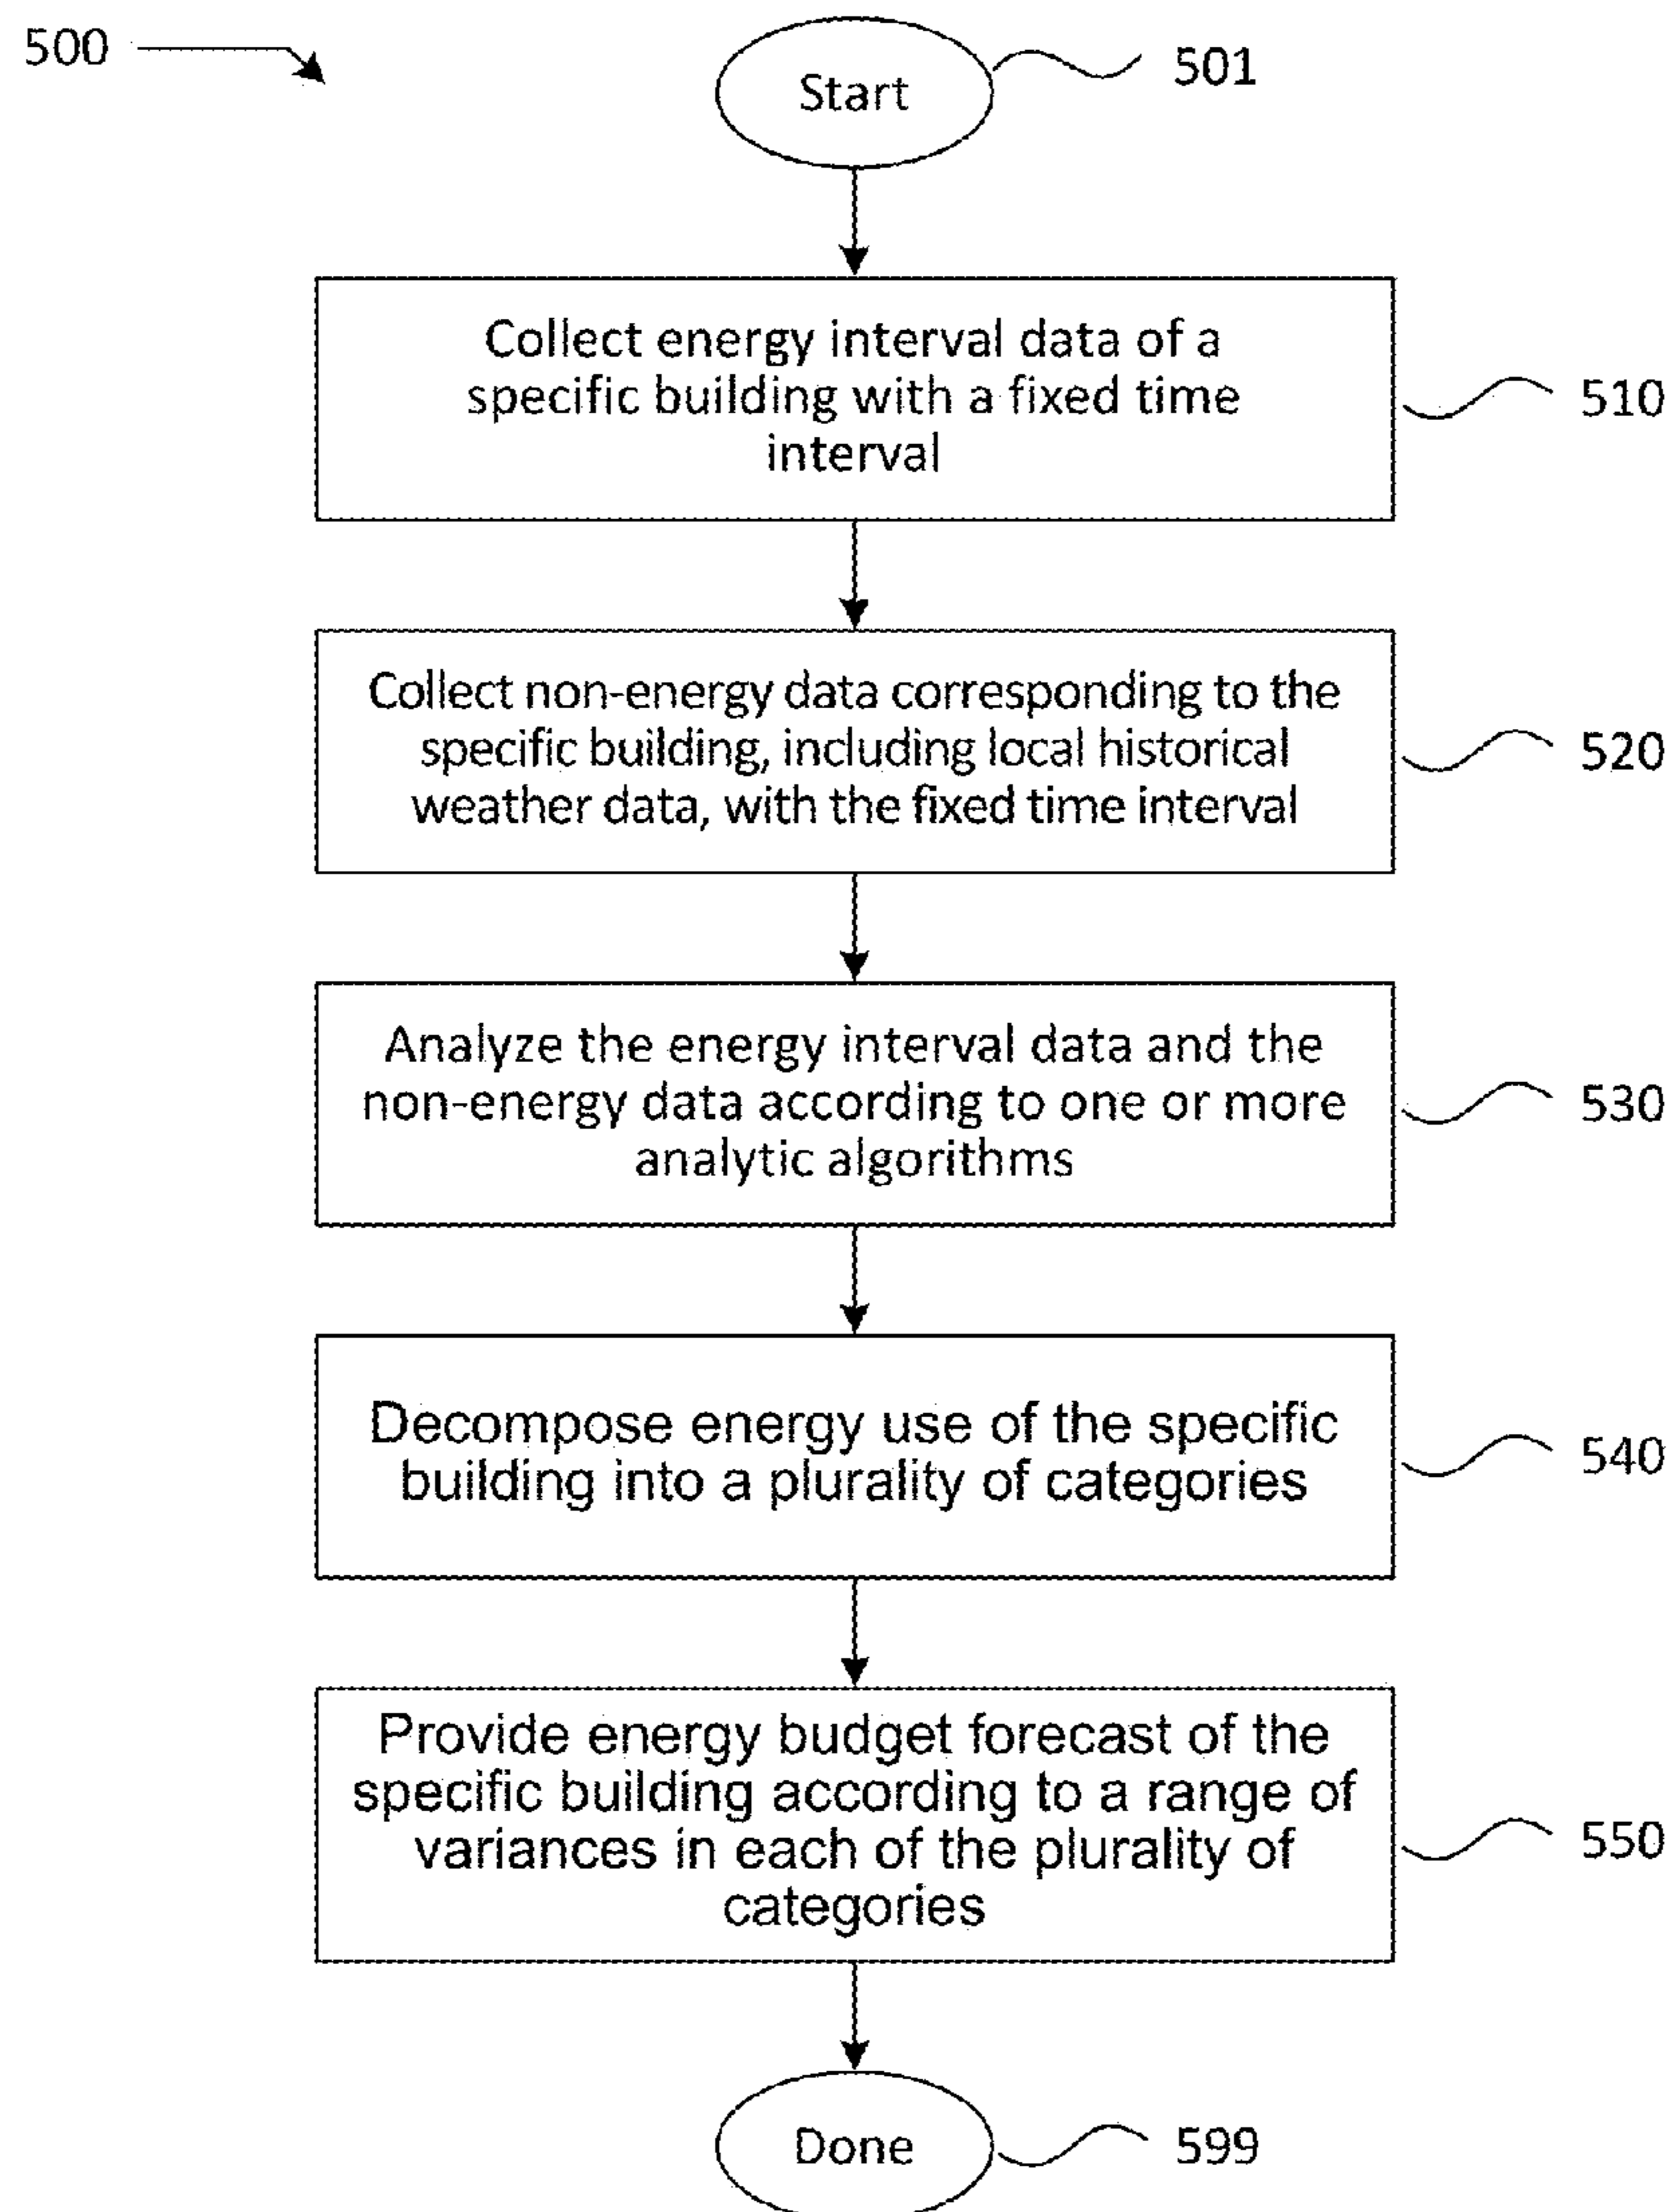 500
Start
501
Collect energy interval data of a
specific building with a fixed time
interval
510
Collect non-energy data corresponding to the
specific building, including local historical
weather data, with the fixed time interval
520
Analyze the energy interval data and the
non-energy data according to one or more
analytic algorithms
530
Decompose energy use of the specific
building into a plurality of categories
540
Provide energy budget forecast of the
specific building according to a range of
variances in each of the plurality of
categories
550
Done
599